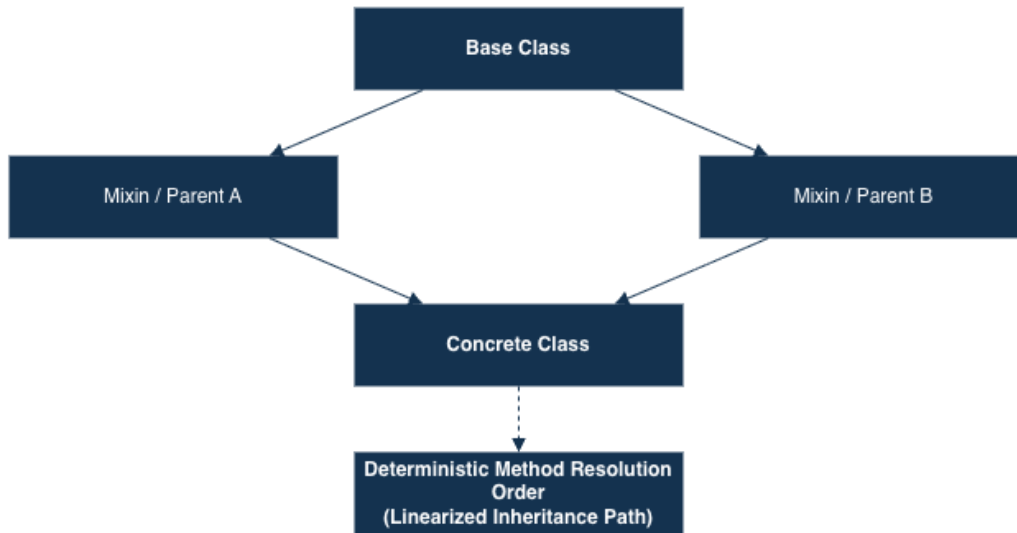 Base Class
Mixin / Parent A
Mixin / Parent B
Concrete Class
Deterministic Method Resolution
Order
(Linearized Inheritance Path)